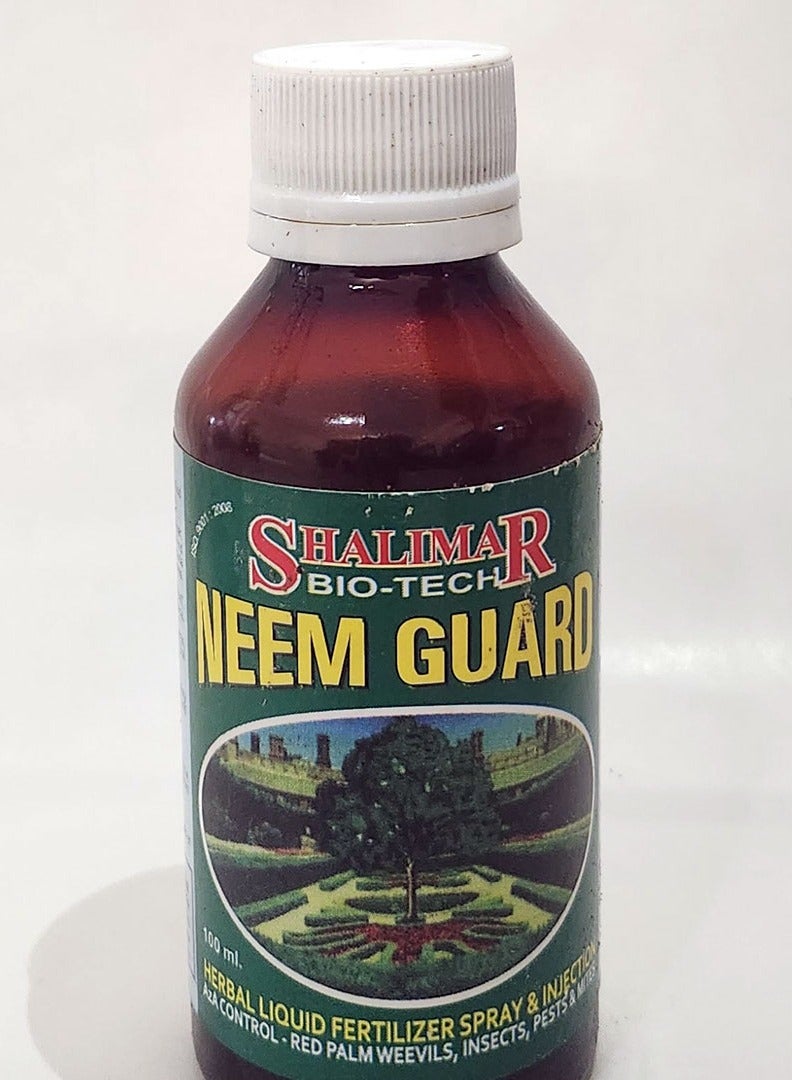 ISO 9001 : 2008
SHALIMAR
BIO-TECH
NEEM GUARD
100 ml.
HERBAL LIQUID FERTILIZER SPRAY & INJECTION
AZA CONTROL - RED PALM WEEVILS, INSECTS, PESTS & MITES